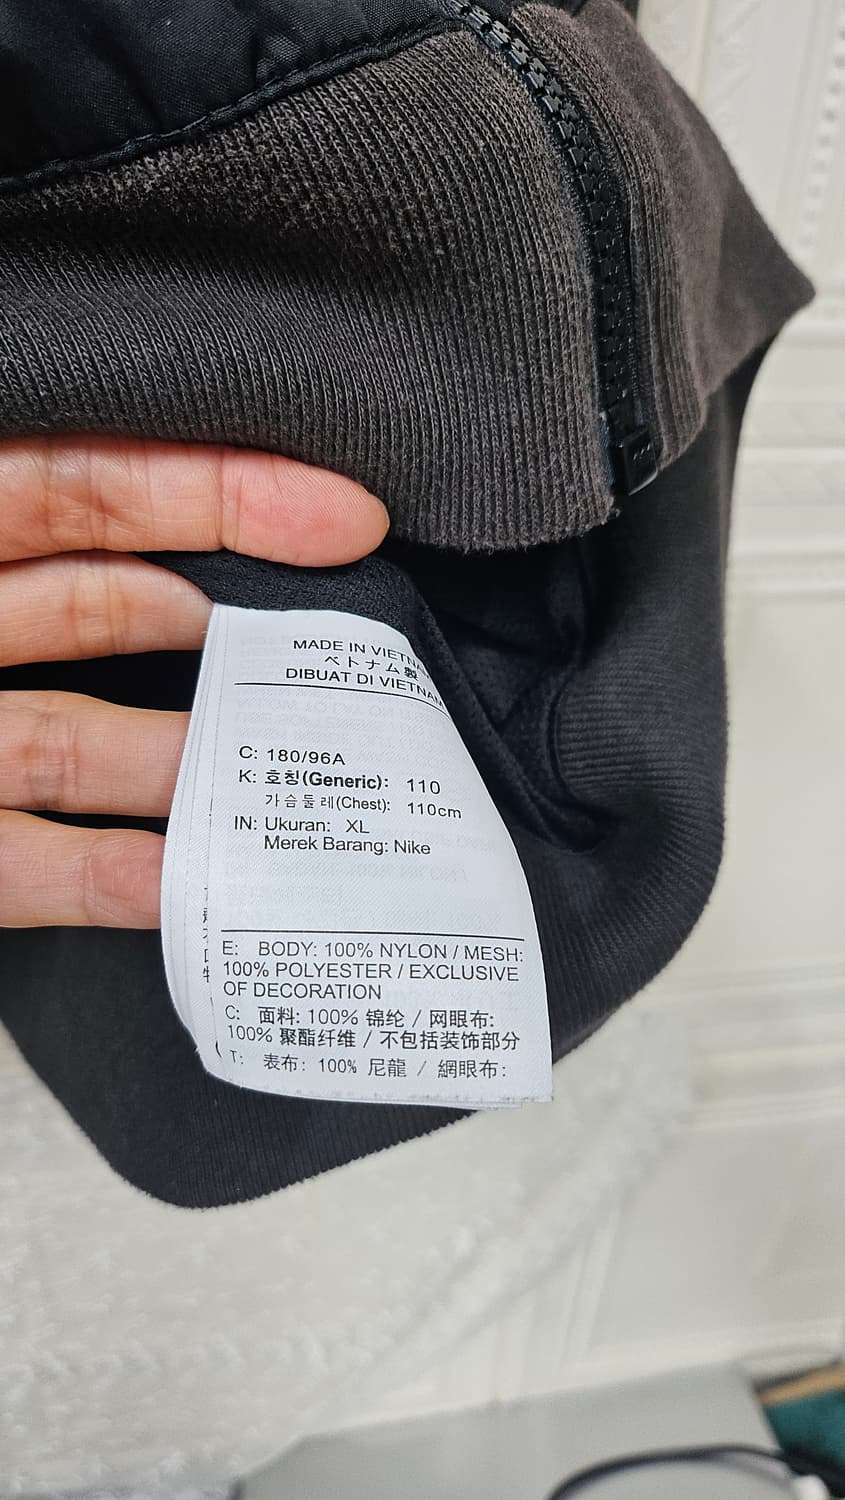 MADE IN VIETNAM
ベトナム製
DIBUAT DI VIETNAM
C: 180/96A
K: 호칭(Generic): 110
가슴둘레(Chest): 110cm
IN: Ukuran: XL
Merek Barang: Nike
E: BODY: 100% NYLON / MESH:
100% POLYESTER / EXCLUSIVE
OF DECORATION
C: 面料: 100% 锦纶 / 网眼布:
100% 聚酯纤维 / 不包括装饰部分
T: 表布: 100% 尼龍 / 網眼布: